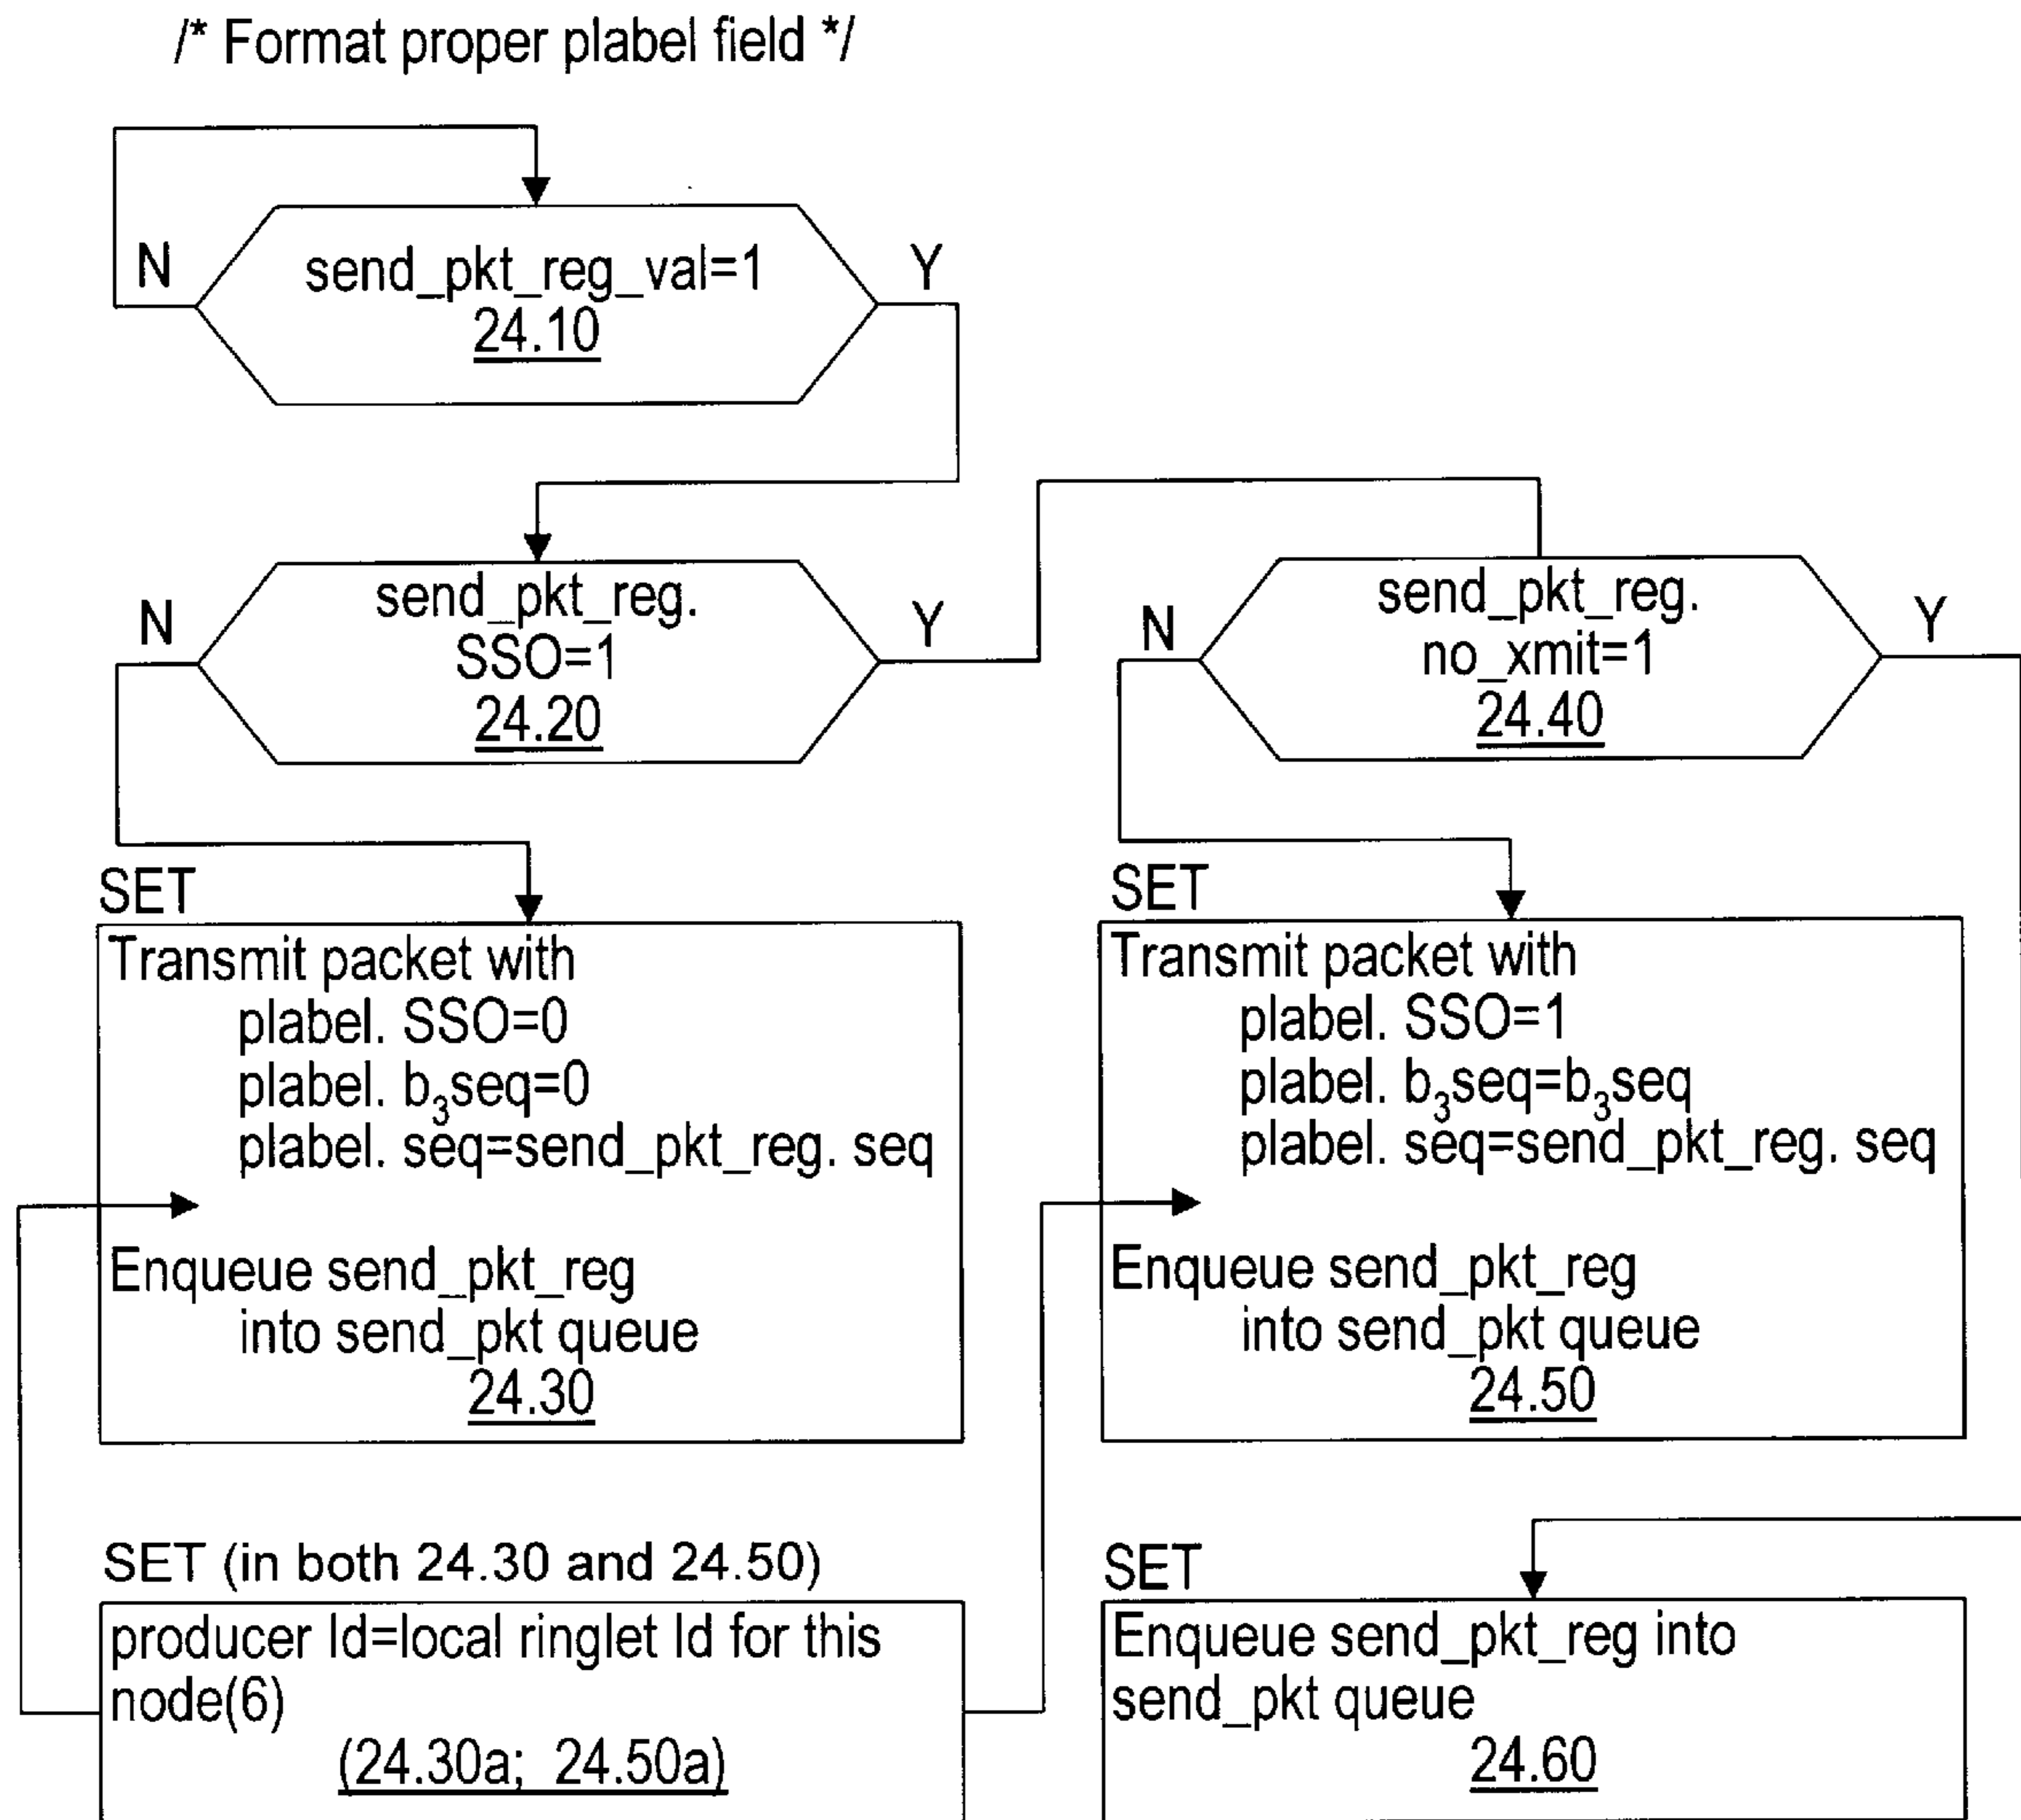 /* Format proper plabel field */
N
send_pkt_reg_val=1
Y
24.10
N
send_pkt_reg.
SSO=1
24.20
Y
N
send_pkt_reg.
no_xmit=1
24.40
Y
SET
Transmit packet with
plabel. SSO=0
plabel. b₃seq=0
plabel. seq=send_pkt_reg. seq
Enqueue send_pkt_reg
into send_pkt queue
24.30
SET
Transmit packet with
plabel. SSO=1
plabel. b₃seq=b₃seq
plabel. seq=send_pkt_reg. seq
Enqueue send_pkt_reg
into send_pkt queue
24.50
SET (in both 24.30 and 24.50)
producer Id=local ringlet Id for this
node(6)
(24.30a; 24.50a)
SET
Enqueue send_pkt_reg into
send_pkt queue
24.60